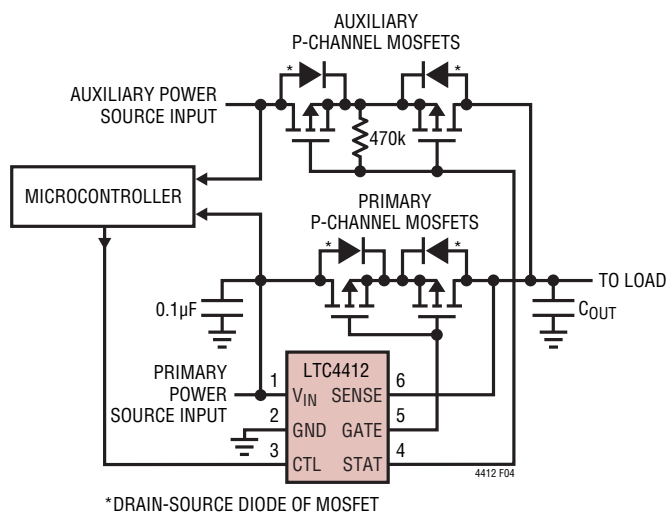 AUXILIARY
P-CHANNEL MOSFETS
*
*
AUXILIARY POWER
SOURCE INPUT
470k
MICROCONTROLLER
PRIMARY
P-CHANNEL MOSFETS
*
*
TO LOAD
0.1µF
COUT
PRIMARY
POWER
SOURCE INPUT
LTC4412
1
VIN
SENSE
6
2
GND
GATE
5
3
CTL
STAT
4
4412 F04
*DRAIN-SOURCE DIODE OF MOSFET